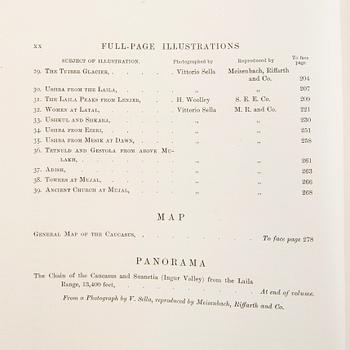 xx FULL-PAGE ILLUSTRATIONS
SUBJECT OF ILLUSTRATION. Photographed by Reproduced by To face page
29. The Tuiber Glacier, . . . . . Vittorio Sella Meisenbach, Riffarth and Co. 204
30. Ushba from the Laila, . . . . „ „ 207
31. The Laila Peaks from Lenjer, . . . H. Woolley S. E. E. Co. 209
32. Women at Latal, . . . . . Vittorio Sella M. R. and Co. 221
33. Ushkul and Shkara, . . . . . „ „ 230
34. Ushba from Ezeri, . . . . . „ „ 251
35. Ushba from Mesik at Dawn, . . . . „ „ 258
36. Tetnuld and Gestola from above Mu-
lakh, . . . . . . . „ „ 261
37. Adish, . . . . . . . „ „ 263
38. Towers at Mujal, . . . . . „ „ 266
39. Ancient Church at Mujal, . . . . „ „ 268
MAP
General Map of the Caucasus, . . . . To face page 278
PANORAMA
The Chain of the Caucasus and Suanetia (Ingur Valley) from the Laila
Range, 13,400 feet, . . . . . . At end of volume.
From a Photograph by V. Sella, reproduced by Meisenbach, Riffarth and Co.